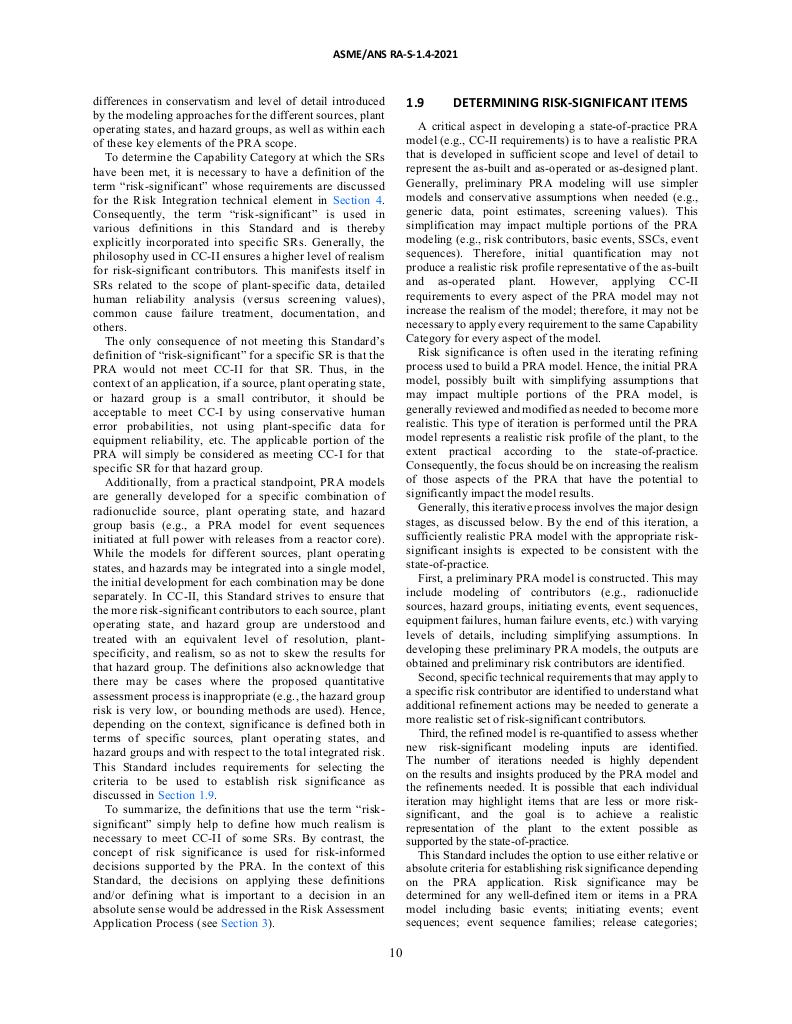 ASME/ANS RA-S-1.4-2021
differences in conservatism and level of detail introduced
by the modeling approaches for the different sources, plant
operating states, and hazard groups, as well as within each
of these key elements of the PRA scope.
To determine the Capability Category at which the SRs
have been met, it is necessary to have a definition of the
term “risk-significant” whose requirements are discussed
for the Risk Integration technical element in Section 4.
Consequently, the term “risk-significant” is used in
various definitions in this Standard and is thereby
explicitly incorporated into specific SRs. Generally, the
philosophy used in CC-II ensures a higher level of realism
for risk-significant contributors. This manifests itself in
SRs related to the scope of plant-specific data, detailed
human reliability analysis (versus screening values),
common cause failure treatment, documentation, and
others.
The only consequence of not meeting this Standard’s
definition of “risk-significant” for a specific SR is that the
PRA would not meet CC-II for that SR. Thus, in the
context of an application, if a source, plant operating state,
or hazard group is a small contributor, it should be
acceptable to meet CC-I by using conservative human
error probabilities, not using plant-specific data for
equipment reliability, etc. The applicable portion of the
PRA will simply be considered as meeting CC-I for that
specific SR for that hazard group.
Additionally, from a practical standpoint, PRA models
are generally developed for a specific combination of
radionuclide source, plant operating state, and hazard
group basis (e.g., a PRA model for event sequences
initiated at full power with releases from a reactor core).
While the models for different sources, plant operating
states, and hazards may be integrated into a single model,
the initial development for each combination may be done
separately. In CC-II, this Standard strives to ensure that
the more risk-significant contributors to each source, plant
operating state, and hazard group are understood and
treated with an equivalent level of resolution, plant-
specificity, and realism, so as not to skew the results for
that hazard group. The definitions also acknowledge that
there may be cases where the proposed quantitative
assessment process is inappropriate (e.g., the hazard group
risk is very low, or bounding methods are used). Hence,
depending on the context, significance is defined both in
terms of specific sources, plant operating states, and
hazard groups and with respect to the total integrated risk.
This Standard includes requirements for selecting the
criteria to be used to establish risk significance as
discussed in Section 1.9.
To summarize, the definitions that use the term “risk-
significant” simply help to define how much realism is
necessary to meet CC-II of some SRs. By contrast, the
concept of risk significance is used for risk-informed
decisions supported by the PRA. In the context of this
Standard, the decisions on applying these definitions
and/or defining what is important to a decision in an
absolute sense would be addressed in the Risk Assessment
Application Process (see Section 3).
1.9 DETERMINING RISK-SIGNIFICANT ITEMS
A critical aspect in developing a state-of-practice PRA
model (e.g., CC-II requirements) is to have a realistic PRA
that is developed in sufficient scope and level of detail to
represent the as-built and as-operated or as-designed plant.
Generally, preliminary PRA modeling will use simpler
models and conservative assumptions when needed (e.g.,
generic data, point estimates, screening values). This
simplification may impact multiple portions of the PRA
modeling (e.g., risk contributors, basic events, SSCs, event
sequences). Therefore, initial quantification may not
produce a realistic risk profile representative of the as-built
and as-operated plant. However, applying CC-II
requirements to every aspect of the PRA model may not
increase the realism of the model; therefore, it may not be
necessary to apply every requirement to the same Capability
Category for every aspect of the model.
Risk significance is often used in the iterating refining
process used to build a PRA model. Hence, the initial PRA
model, possibly built with simplifying assumptions that
may impact multiple portions of the PRA model, is
generally reviewed and modified as needed to become more
realistic. This type of iteration is performed until the PRA
model represents a realistic risk profile of the plant, to the
extent practical according to the state-of-practice.
Consequently, the focus should be on increasing the realism
of those aspects of the PRA that have the potential to
significantly impact the model results.
Generally, this iterative process involves the major design
stages, as discussed below. By the end of this iteration, a
sufficiently realistic PRA model with the appropriate risk-
significant insights is expected to be consistent with the
state-of-practice.
First, a preliminary PRA model is constructed. This may
include modeling of contributors (e.g., radionuclide
sources, hazard groups, initiating events, event sequences,
equipment failures, human failure events, etc.) with varying
levels of details, including simplifying assumptions. In
developing these preliminary PRA models, the outputs are
obtained and preliminary risk contributors are identified.
Second, specific technical requirements that may apply to
a specific risk contributor are identified to understand what
additional refinement actions may be needed to generate a
more realistic set of risk-significant contributors.
Third, the refined model is re-quantified to assess whether
new risk-significant modeling inputs are identified.
The number of iterations needed is highly dependent
on the results and insights produced by the PRA model and
the refinements needed. It is possible that each individual
iteration may highlight items that are less or more risk-
significant, and the goal is to achieve a realistic
representation of the plant to the extent possible as
supported by the state-of-practice.
This Standard includes the option to use either relative or
absolute criteria for establishing risk significance depending
on the PRA application. Risk significance may be
determined for any well-defined item or items in a PRA
model including basic events; initiating events; event
sequences; event sequence families; release categories;
10